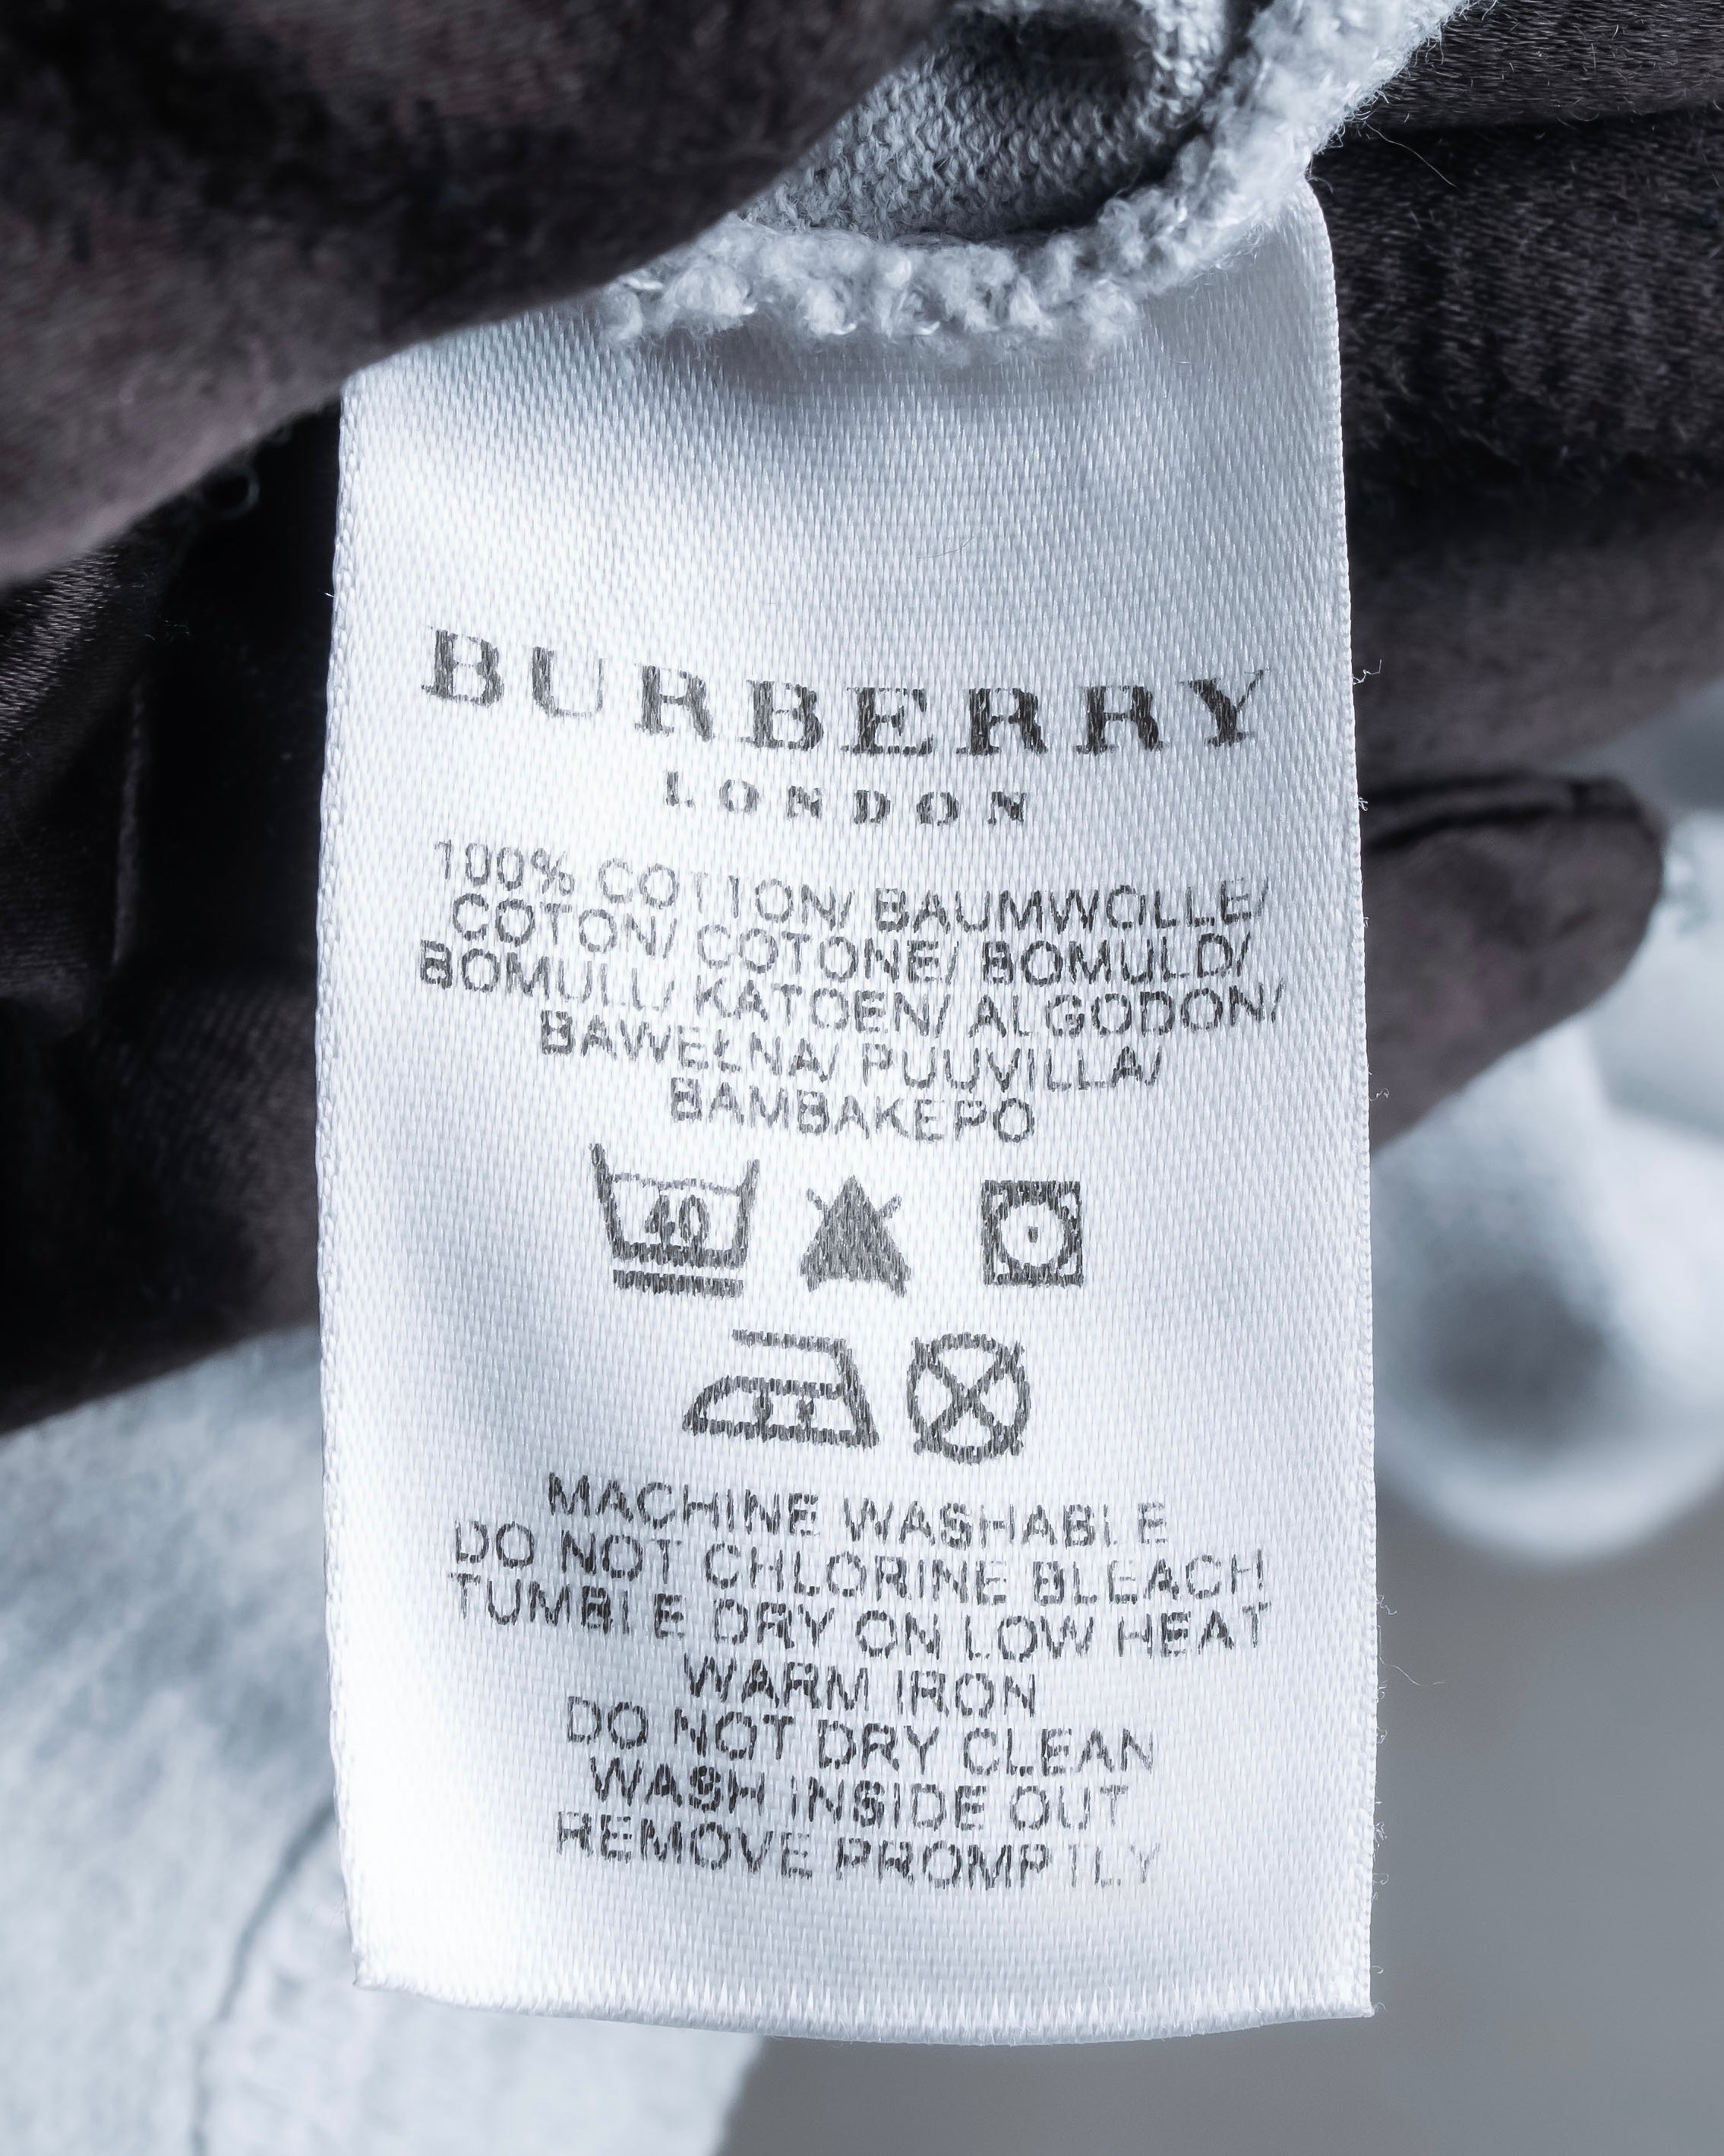 BURBERRY
LONDON
100% COTTON/ BAUMWOLLE/
COTON/ COTONE/ BOMULD/
BOMULL/ KATOEN/ ALGODON/
BAWEŁNA/ PUUVILLA/
BAMBAKEPO
40
MACHINE WASHABLE
DO NOT CHLORINE BLEACH
TUMBLE DRY ON LOW HEAT
WARM IRON
DO NOT DRY CLEAN
WASH INSIDE OUT
REMOVE PROMPTLY